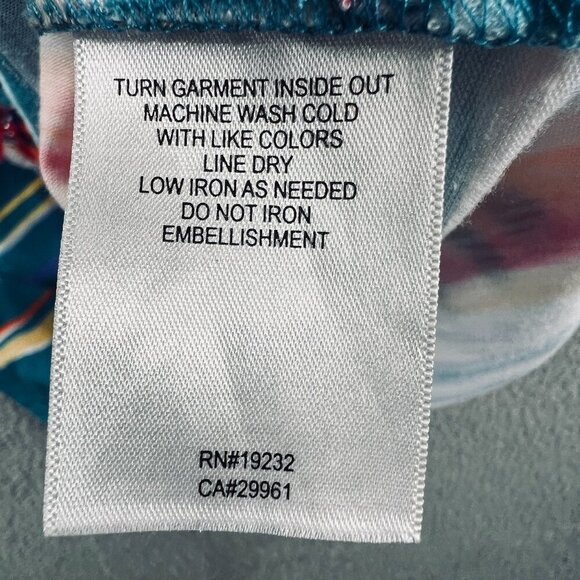 TURN GARMENT INSIDE OUT
MACHINE WASH COLD
WITH LIKE COLORS
LINE DRY
LOW IRON AS NEEDED
DO NOT IRON
EMBELLISHMENT
RN#19232
CA#29961